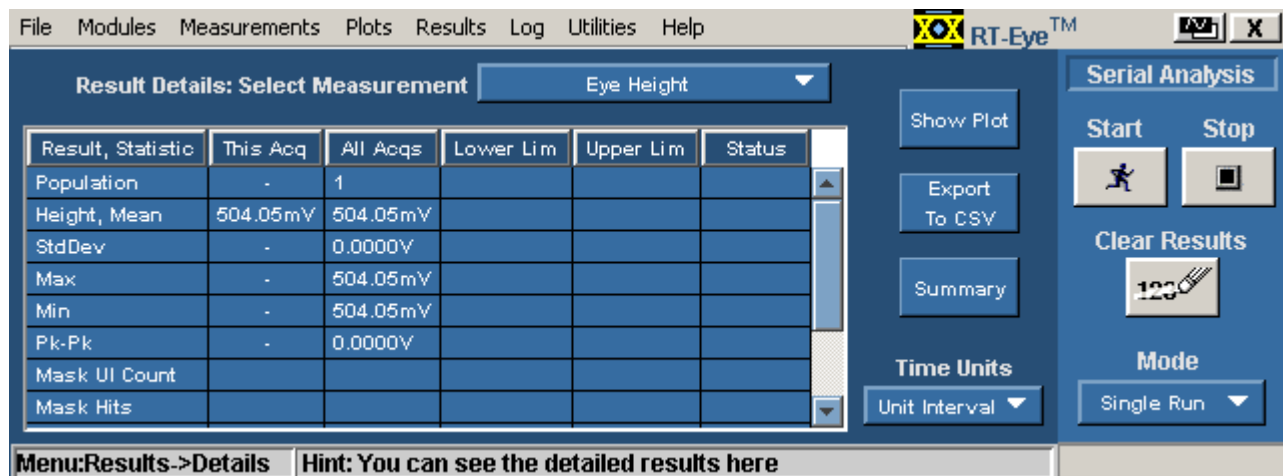 File Modules Measurements Plots Results Log Utilities Help RT-Eye™ X
Result Details: Select Measurement Eye Height
Result, Statistic This Acq All Acqs Lower Lim Upper Lim Status
Population - 1
Height, Mean 504.05mV 504.05mV
StdDev - 0.0000V
Max - 504.05mV
Min - 504.05mV
Pk-Pk - 0.0000V
Mask UI Count
Mask Hits
Show Plot
Export
To CSV
Summary
Time Units
Unit Interval
Serial Analysis
Start Stop
Clear Results
123
Mode
Single Run
Menu:Results->Details Hint: You can see the detailed results here